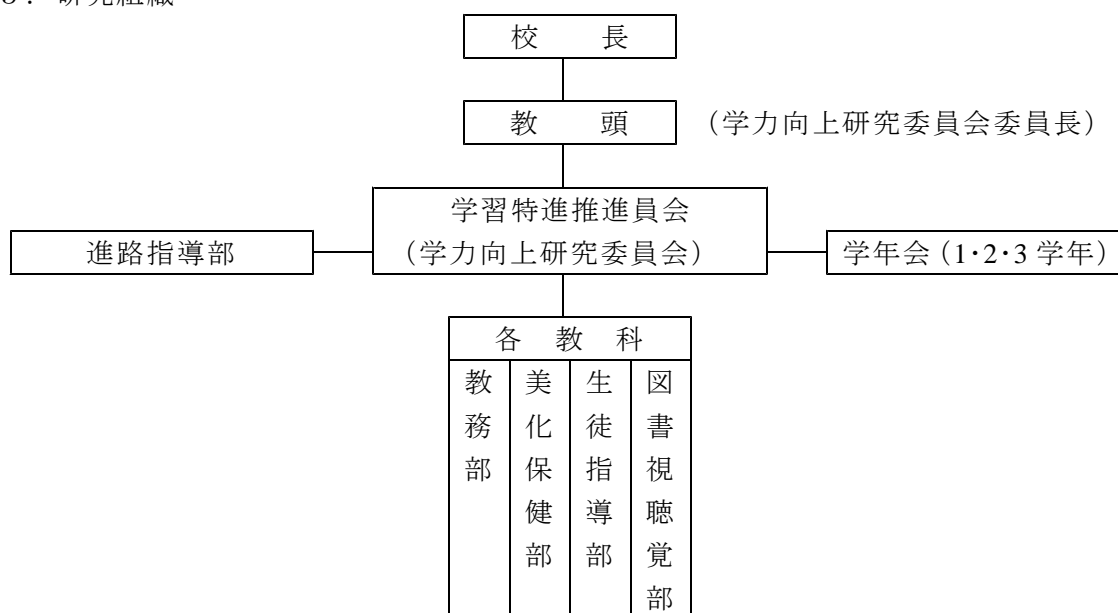 研究組織
校　長
教　頭　（学力向上研究委員会委員長）
学習特進推進員会
（学力向上研究委員会）
進路指導部
学年会（1・2・3 学年）
各　教　科
教務部
美化保健部
生徒指導部
図書視聴覚部